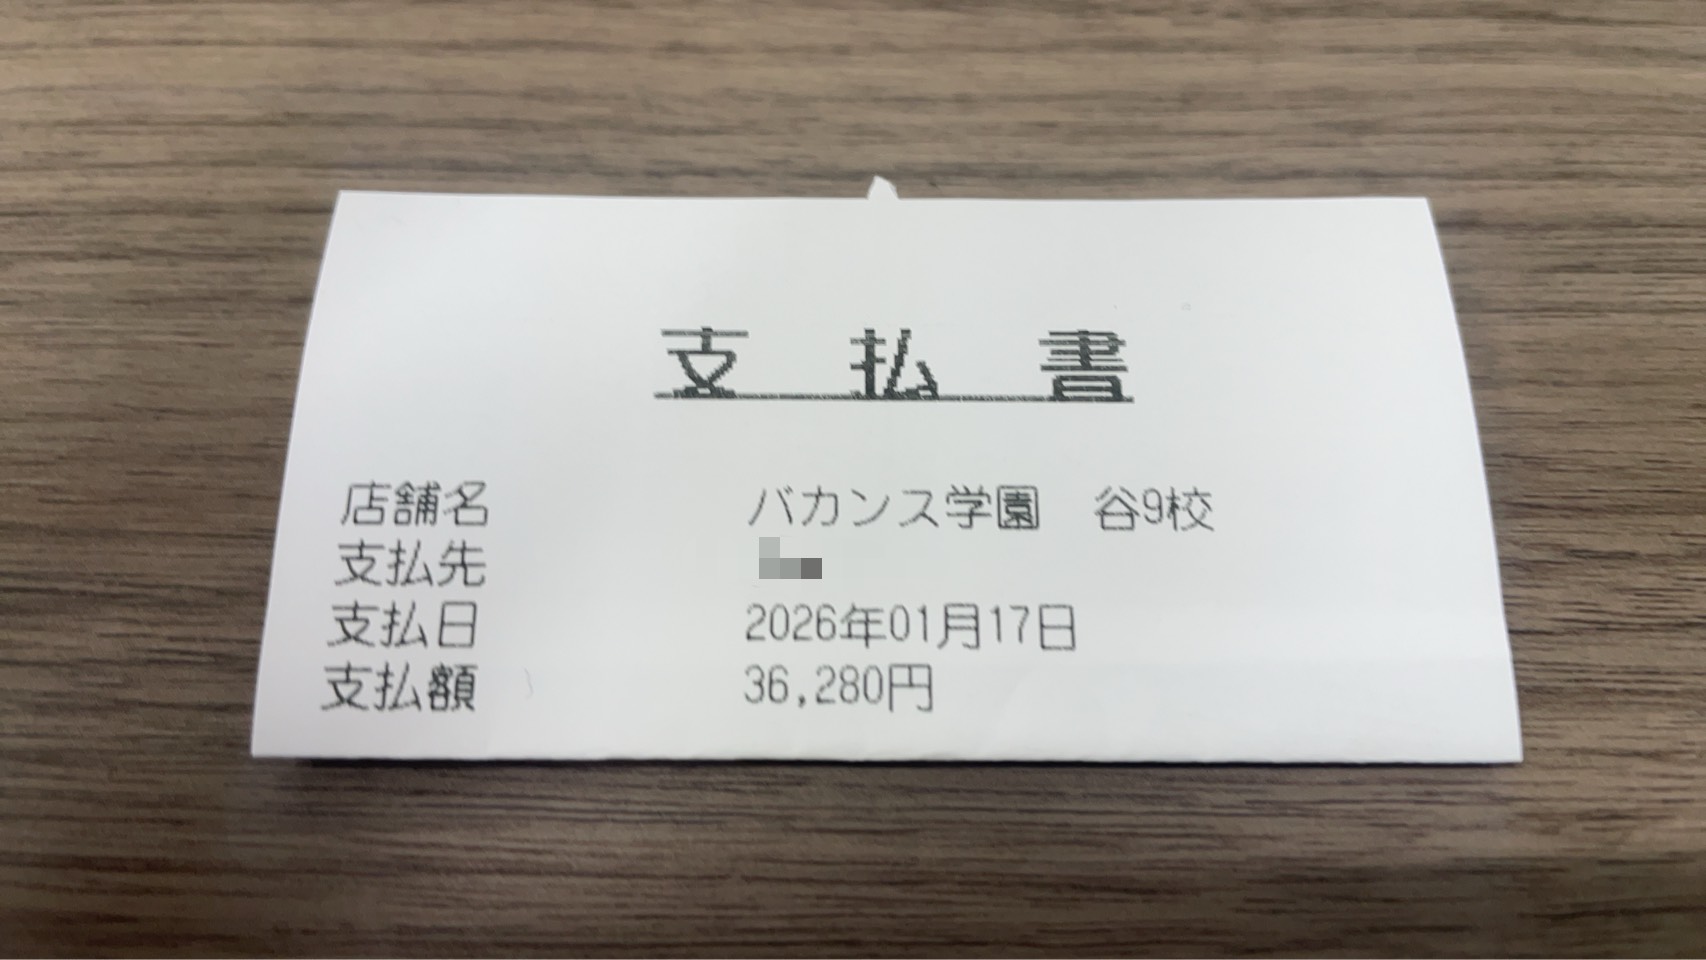 支　払　書
店舗名　バカンス学園　谷9校
支払先
支払日　2026年01月17日
支払額　36,280円